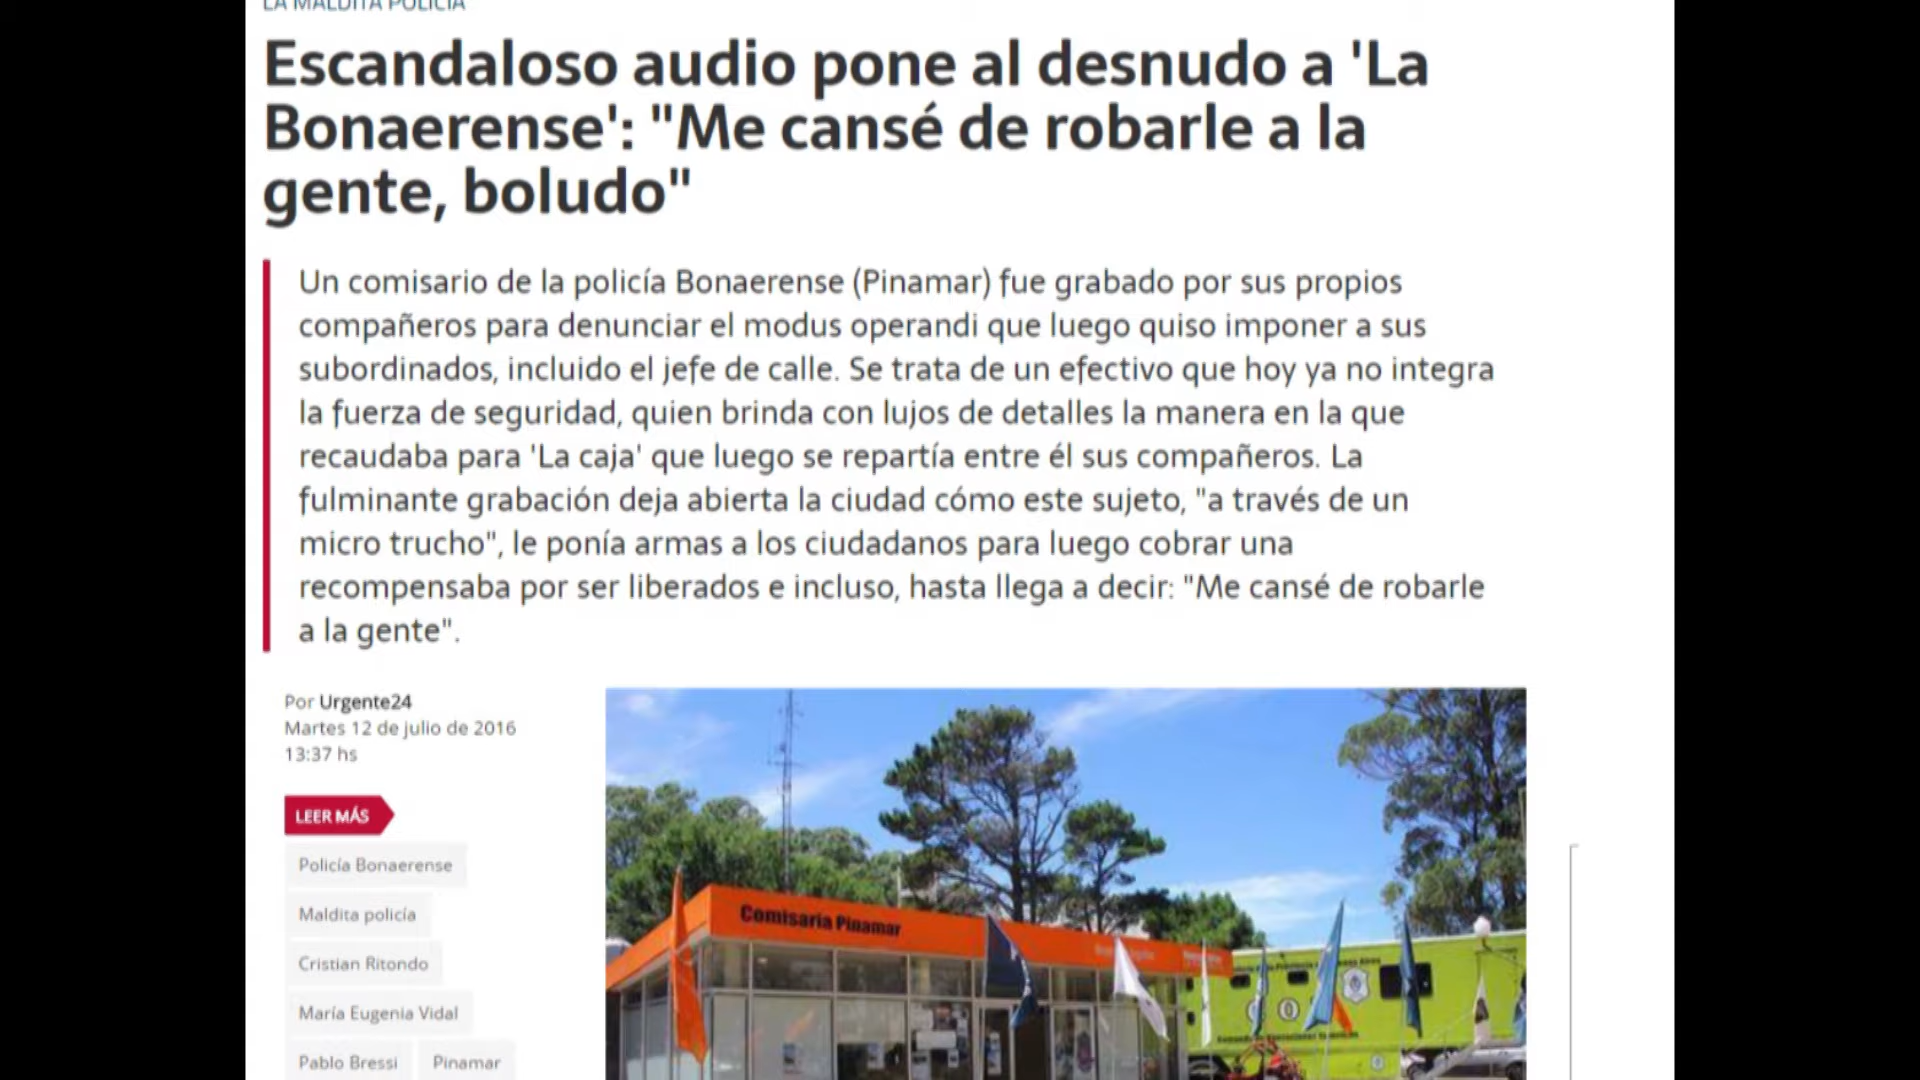 LA MALDITA POLICÍA
Escandaloso audio pone al desnudo a 'La
Bonaerense': "Me cansé de robarle a la
gente, boludo"
Un comisario de la policía Bonaerense (Pinamar) fue grabado por sus propios
compañeros para denunciar el modus operandi que luego quiso imponer a sus
subordinados, incluido el jefe de calle. Se trata de un efectivo que hoy ya no integra
la fuerza de seguridad, quien brinda con lujos de detalles la manera en la que
recaudaba para 'La caja' que luego se repartía entre él sus compañeros. La
fulminante grabación deja abierta la ciudad cómo este sujeto, "a través de un
micro trucho", le ponía armas a los ciudadanos para luego cobrar una
recompensaba por ser liberados e incluso, hasta llega a decir: "Me cansé de robarle
a la gente".
Por Urgente24
Martes 12 de julio de 2016
13:37 hs
LEER MÁS
Policía Bonaerense
Maldita policía
Cristian Ritondo
María Eugenia Vidal
Pablo Bressi
Pinamar
Comisaria Pinamar